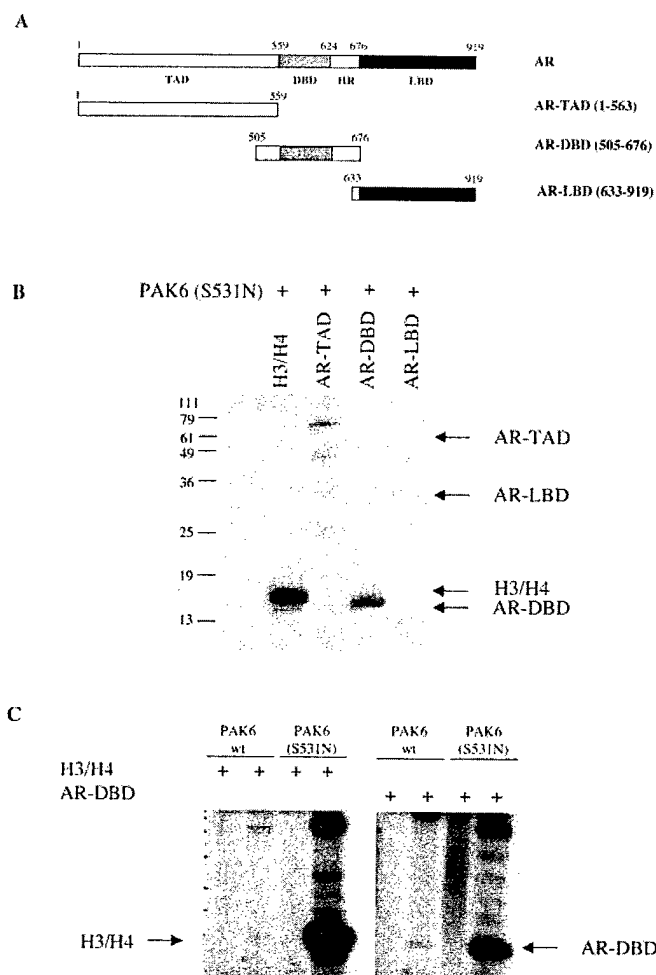 A
1 559 624 676 919
AR
TAD DBD HR LBD
1 559
AR-TAD (1-563)
505 676
AR-DBD (505-676)
633 919
AR-LBD (633-919)
B
PAK6 (S531N) + + + +
H3/H4 AR-TAD AR-DBD AR-LBD
111
79
61
49
36
25
19
13
AR-TAD
AR-LBD
H3/H4
AR-DBD
C
PAK6 wt
PAK6 (S531N)
PAK6 wt
PAK6 (S531N)
H3/H4 + + + +
AR-DBD + + + +
H3/H4
AR-DBD